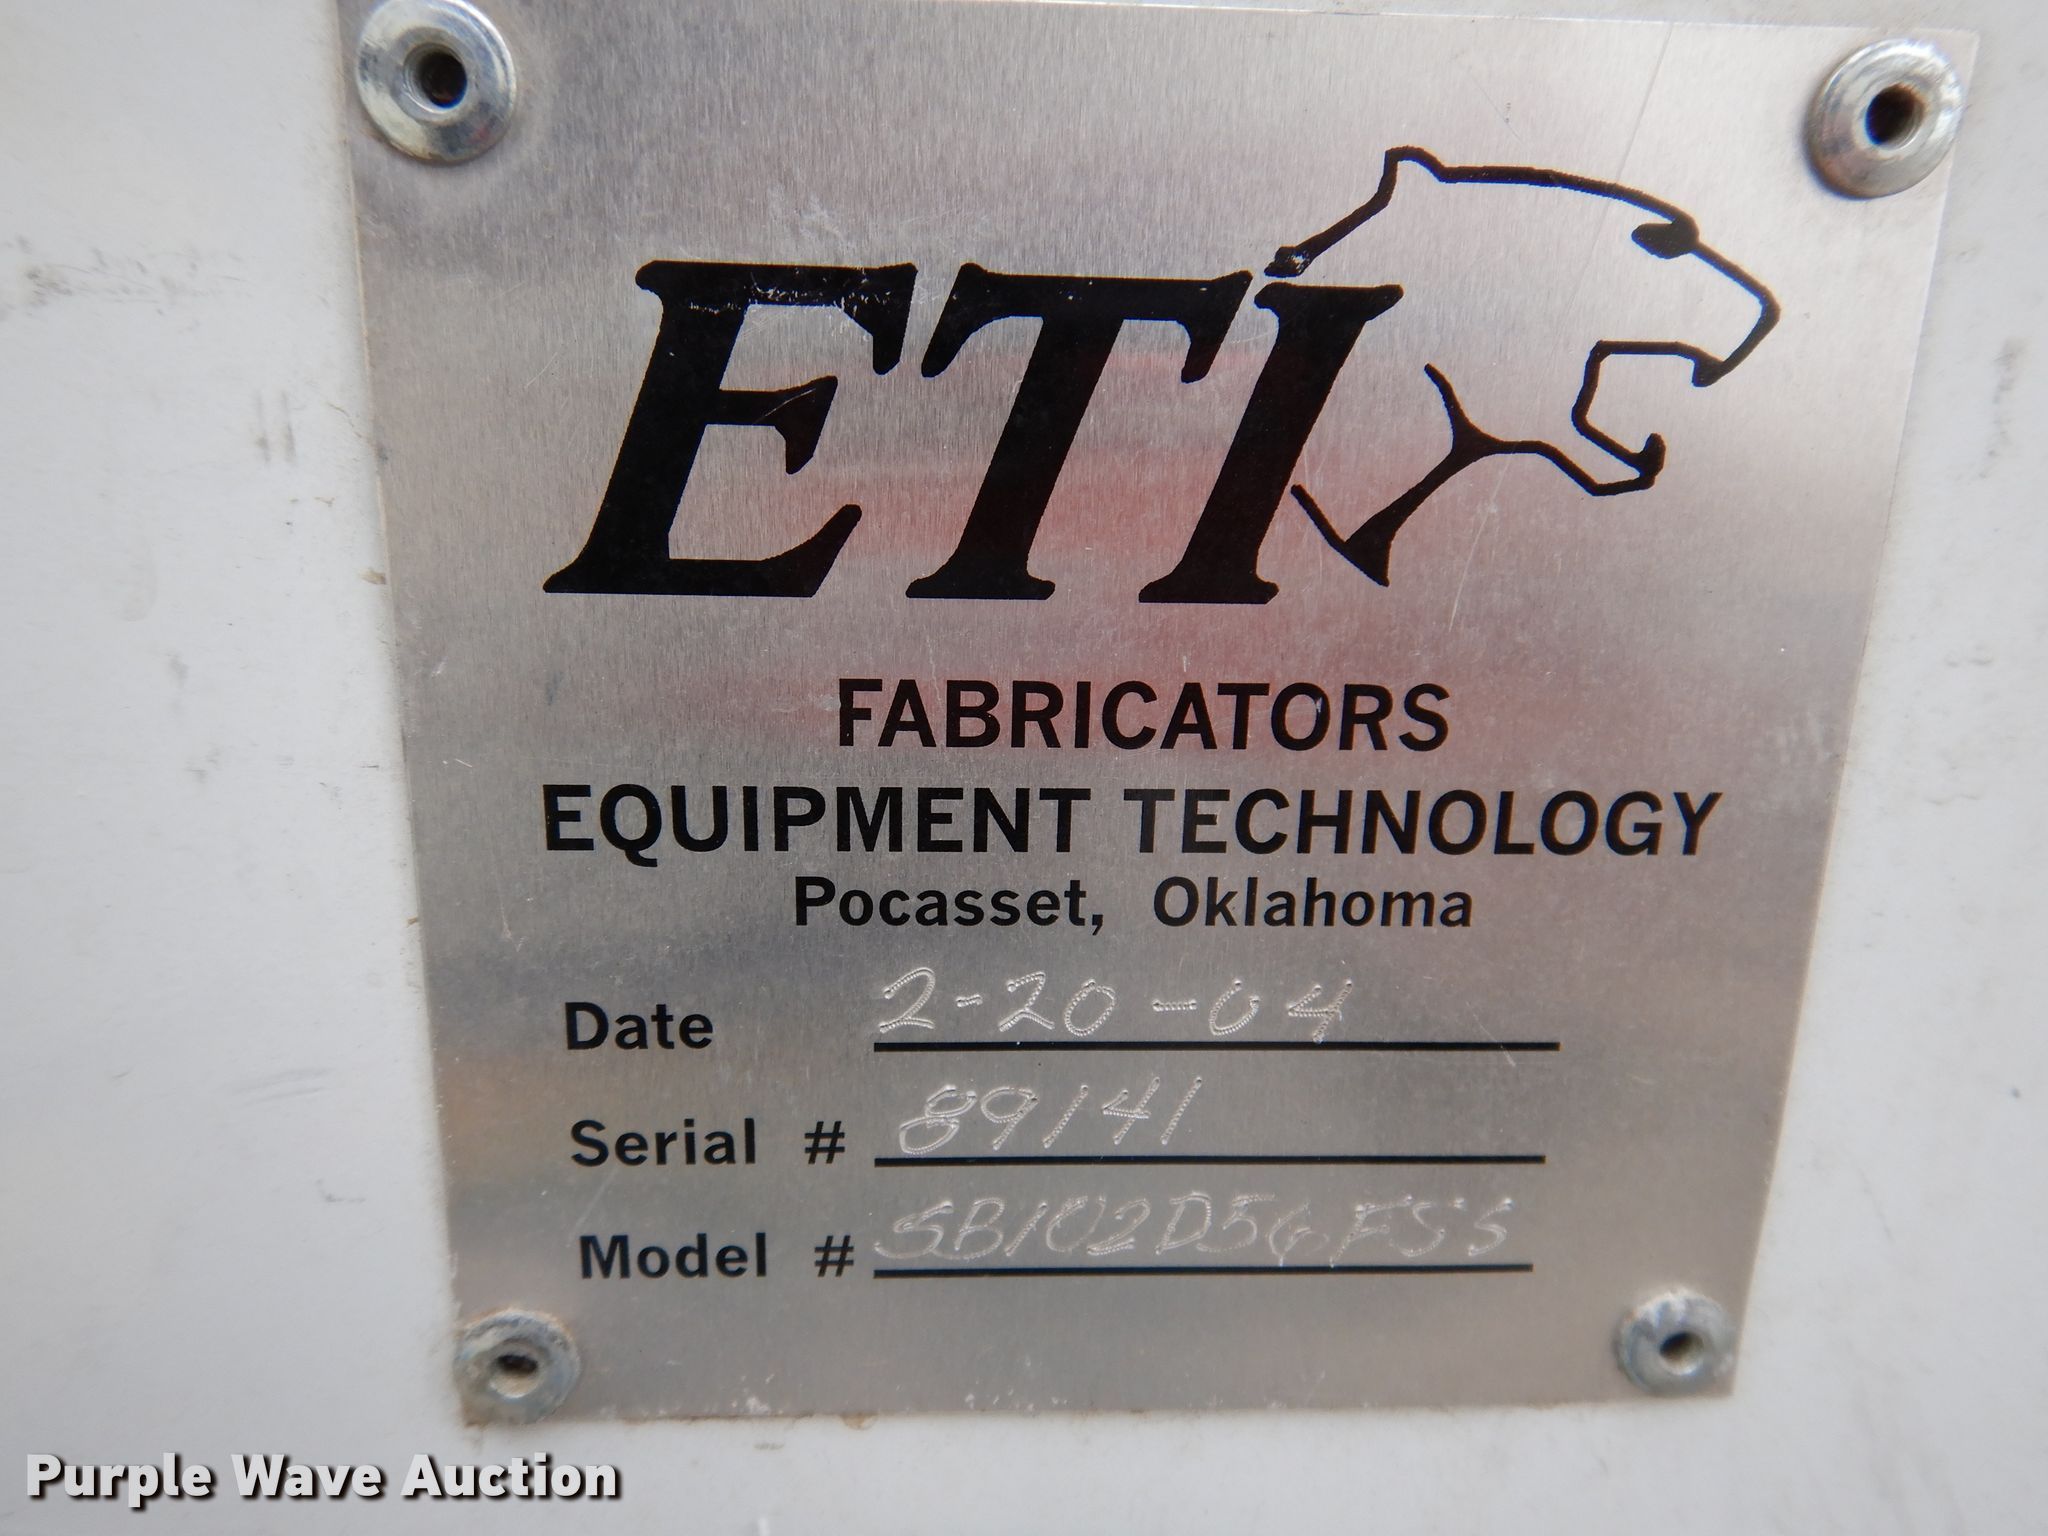 ETI
FABRICATORS
EQUIPMENT TECHNOLOGY
Pocasset, Oklahoma
Date 2-20-04
Serial # 89141
Model # SB102D56FSS
Purple Wave Auction